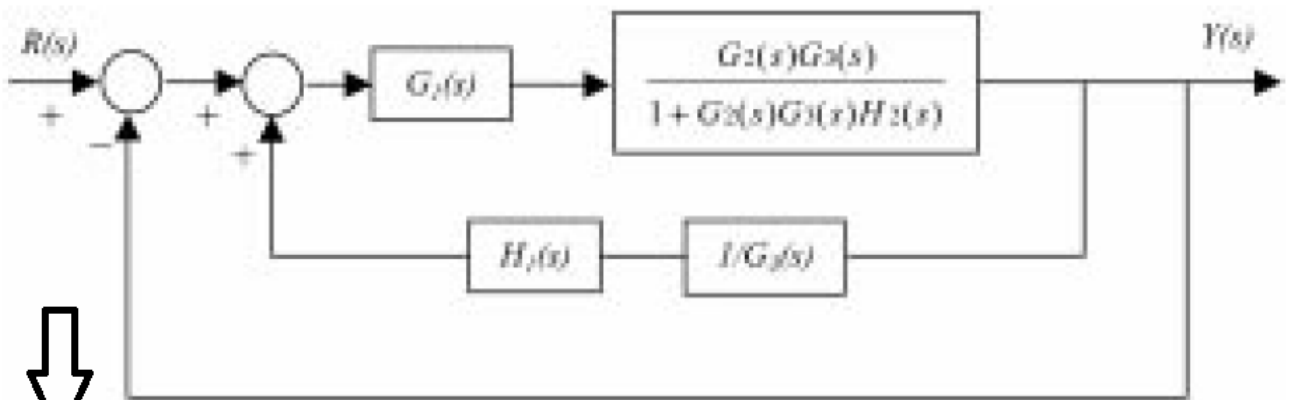 R(s)
Y(s)
G₁(s)
G₂(s)G₃(s)
1 + G₂(s)G₃(s)H₂(s)
+
+
−
+
H₁(s)
1/G₃(s)